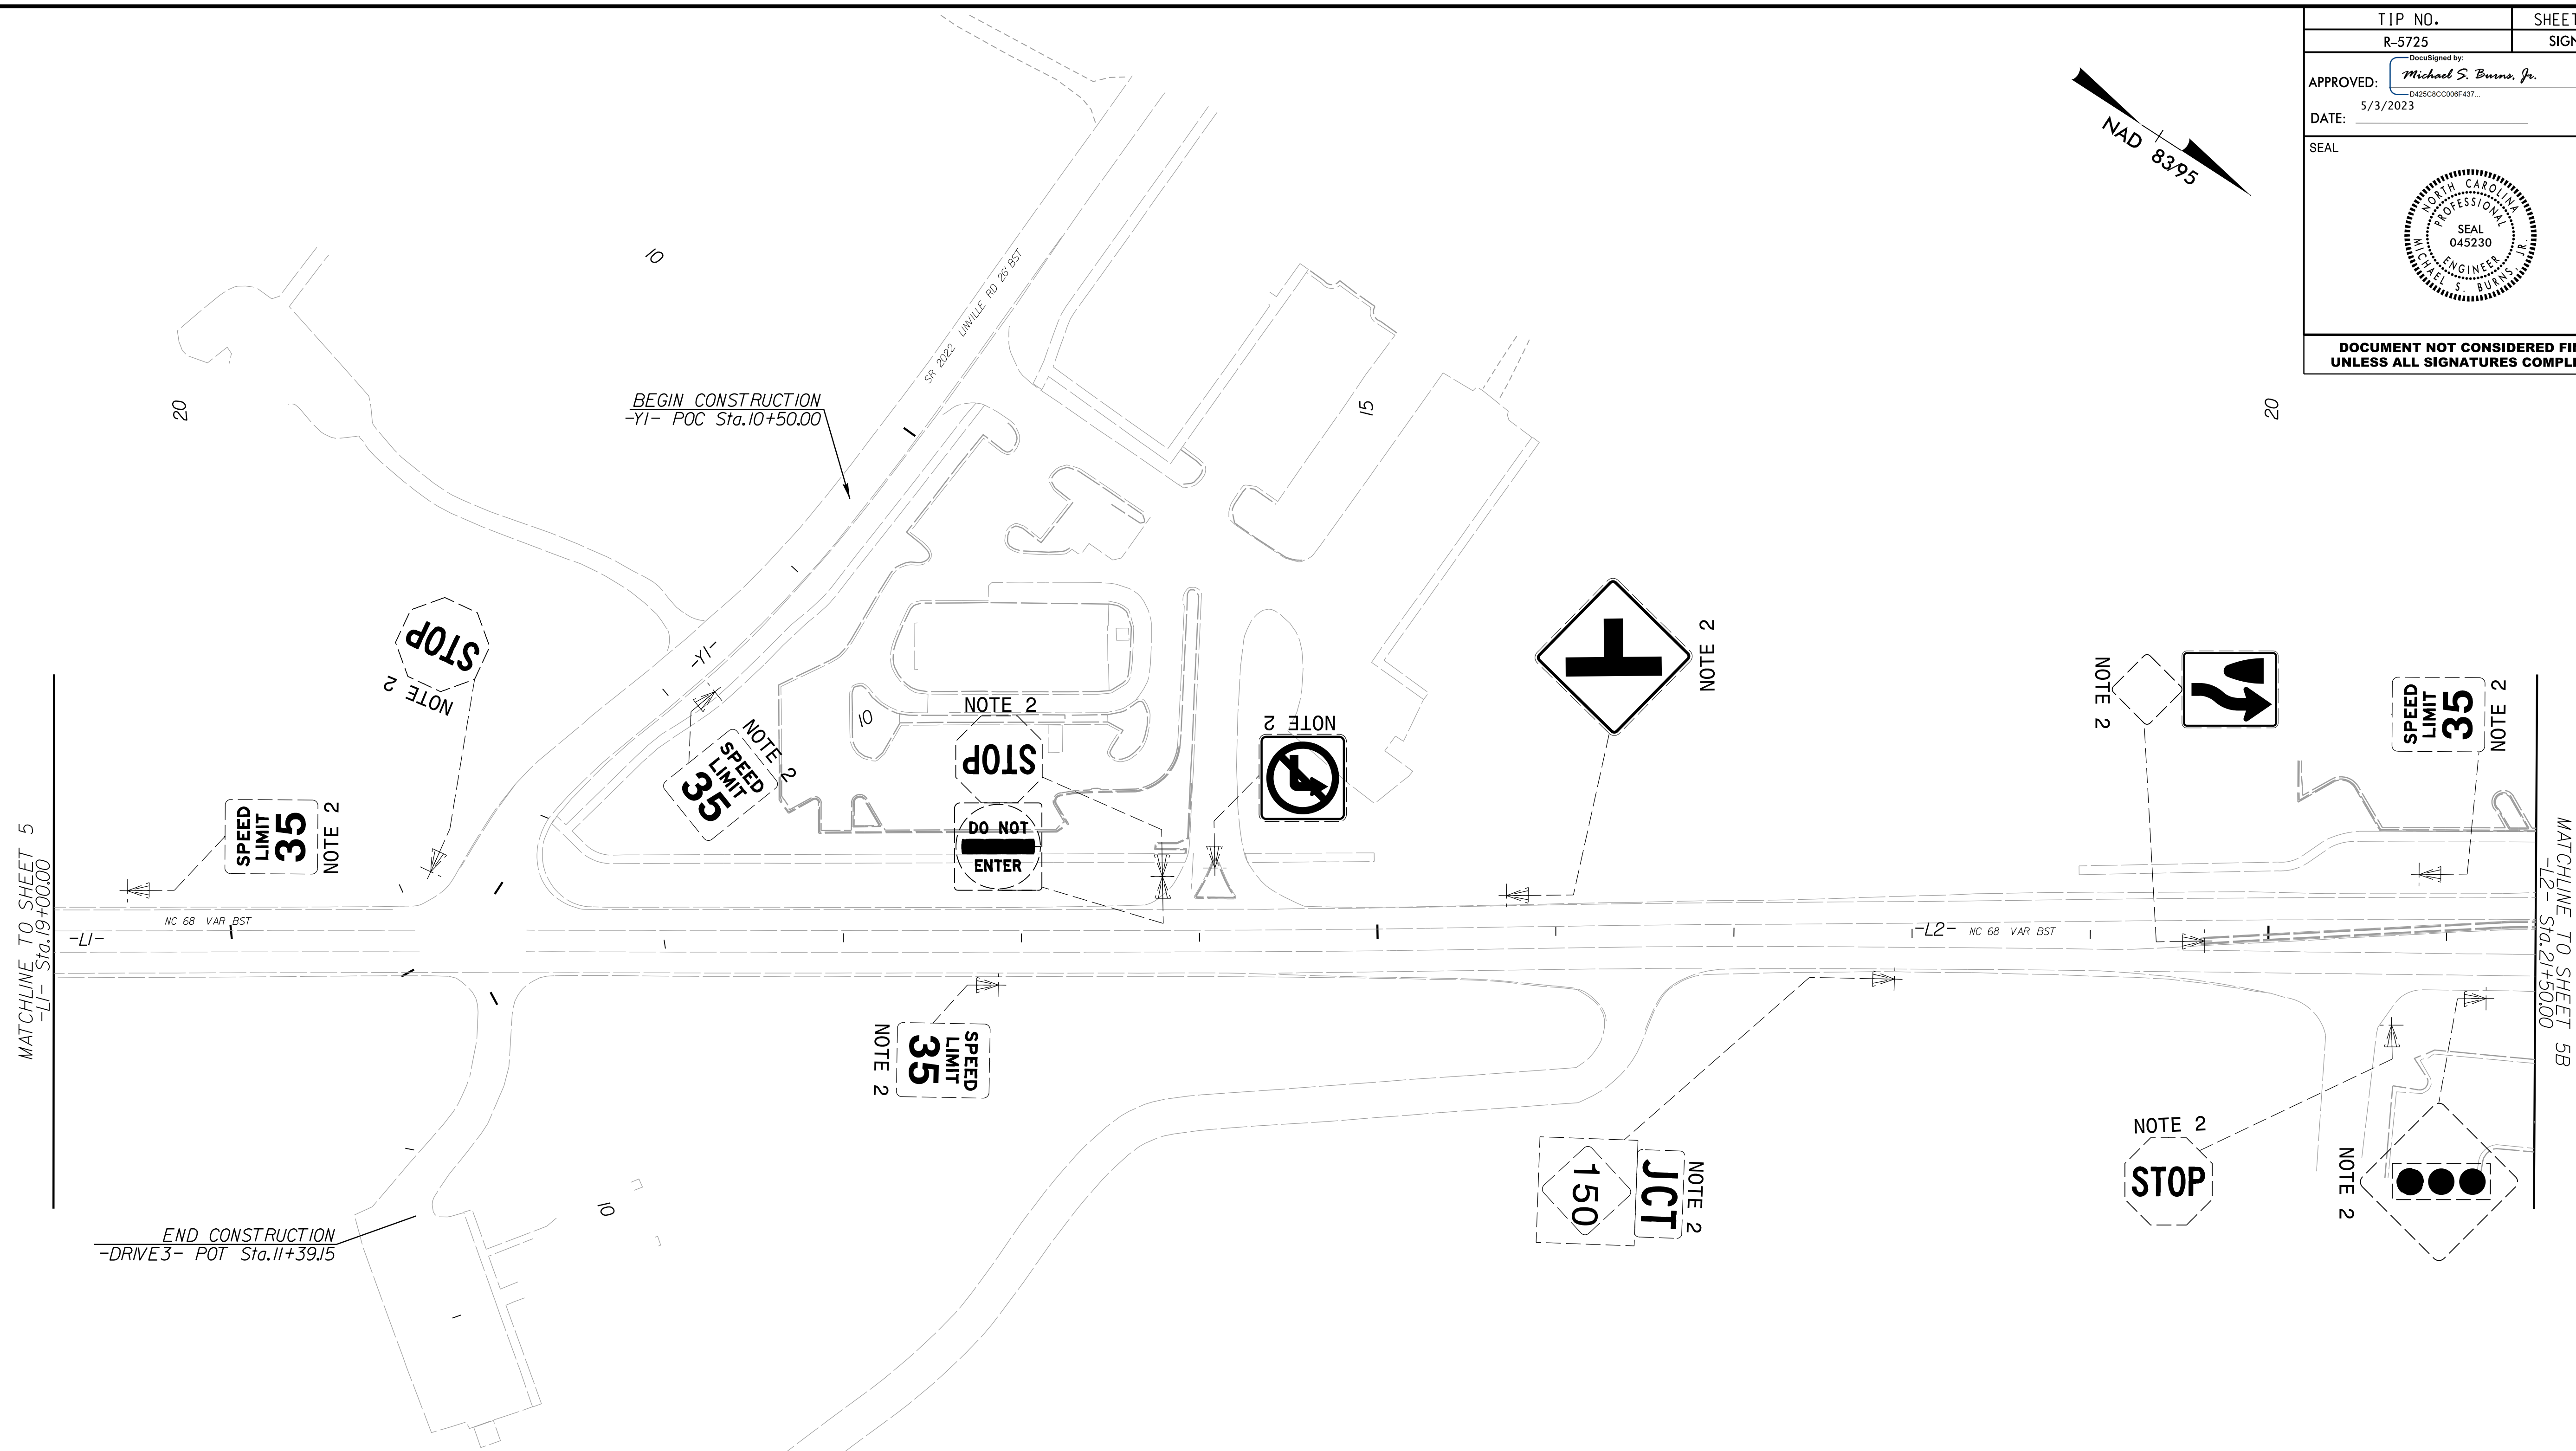 TIP NO.
SHEET
R-5725
SIGN
DocuSigned by:
APPROVED:
Michael S. Burns, Jr.
D425C8CC006F437...
5/3/2023
DATE:
SEAL
NORTH CAROLINA
PROFESSIONAL
SEAL
045230
ENGINEER
MICHAEL S. BURNS, JR.
DOCUMENT NOT CONSIDERED
UNLESS ALL SIGNATURES
NAD 83/95
10
SR 2022 LINVILLE RD 26' BST
20
BEGIN CONSTRUCTION
-Y1- POC Sta.10+50.00
15
20
STOP
NOTE 2
-Y1-
SPEED
LIMIT
35
NOTE 2
10
NOTE 2
STOP
DO NOT
ENTER
NOTE 2
NOTE 2
NOTE 2
SPEED
LIMIT
35
NOTE 2
SPEED
LIMIT
35
NOTE 2
MATCHLINE TO SHEET 5
-L1- Sta.19+00.00
NC 68 VAR BST
-L1-
-L2- NC 68 VAR BST
MATCHLINE TO SHEET 5B
-L2- Sta.21+50.00
SPEED
LIMIT
35
NOTE 2
JCT
150
NOTE 2
NOTE 2
STOP
NOTE 2
10
END CONSTRUCTION
-DRIVE3- POT Sta.11+39.15